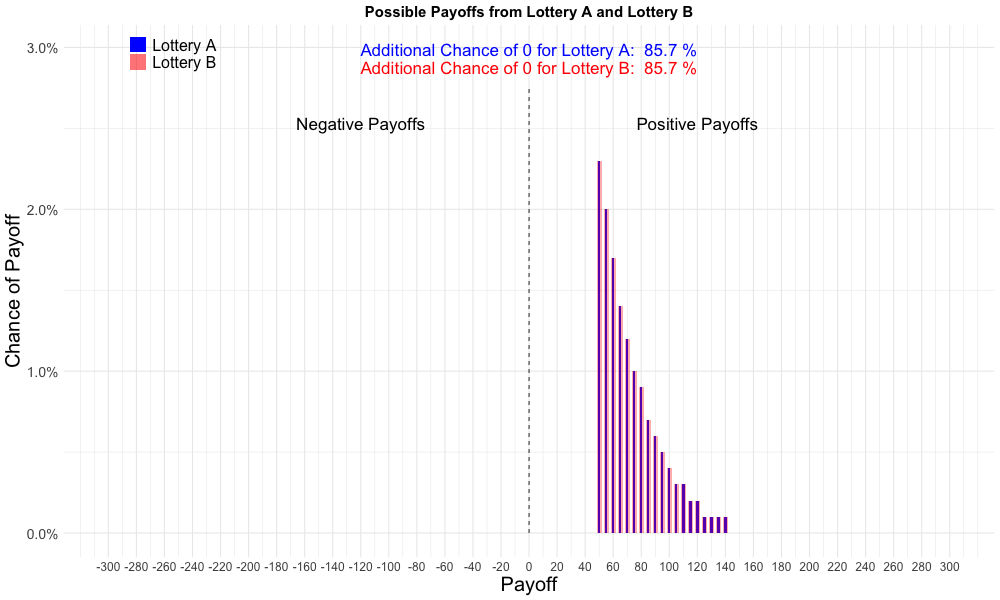 Possible Payoffs from Lottery A and Lottery B
Lottery A
Lottery B
Additional Chance of 0 for Lottery A: 85.7 %
Additional Chance of 0 for Lottery B: 85.7 %
Negative Payoffs
Positive Payoffs
Chance of Payoff
3.0%
2.0%
1.0%
0.0%
-300 -280 -260 -240 -220 -200 -180 -160 -140 -120 -100 -80 -60 -40 -20 0 20 40 60 80 100 120 140 160 180 200 220 240 260 280 300
Payoff